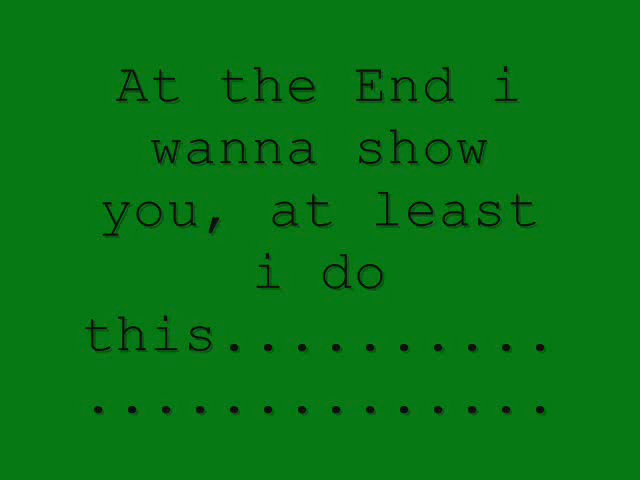 At the End i
wanna show
you, at least
i do
this..........
..............